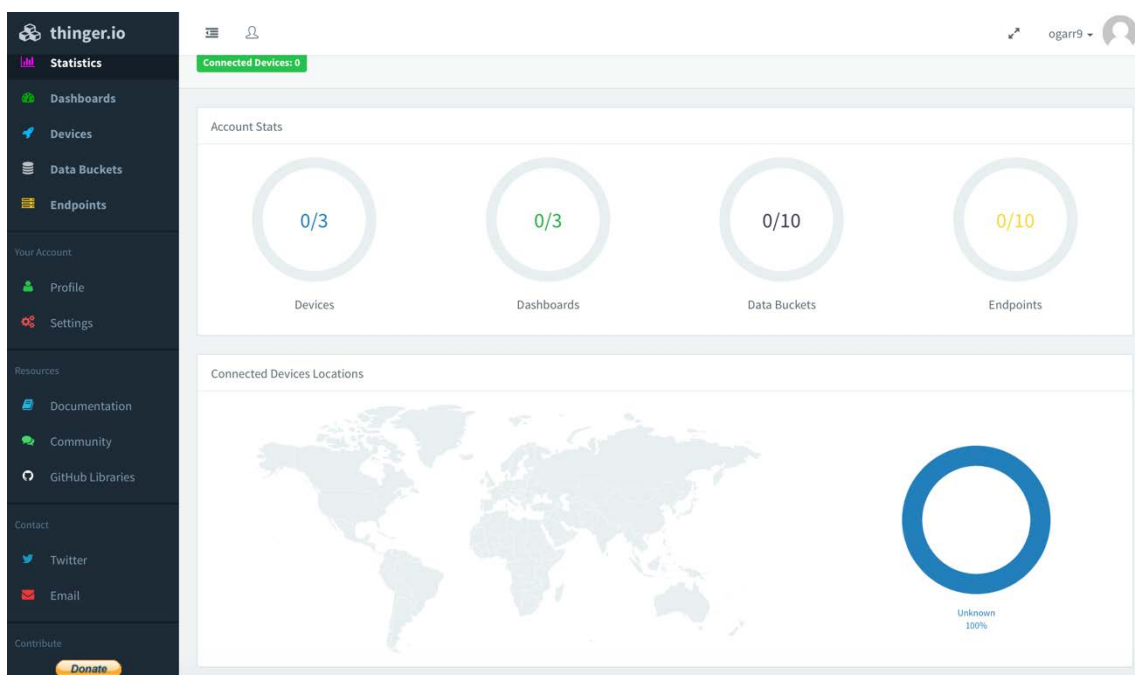 thinger.io
ogarr9
Statistics
Connected Devices: 0
Dashboards
Devices
Data Buckets
Endpoints
Your Account
Profile
Settings
Resources
Documentation
Community
GitHub Libraries
Contact
Twitter
Email
Contribute
Donate
Account Stats
0/3
0/3
0/10
0/10
Devices
Dashboards
Data Buckets
Endpoints
Connected Devices Locations
Unknown
100%